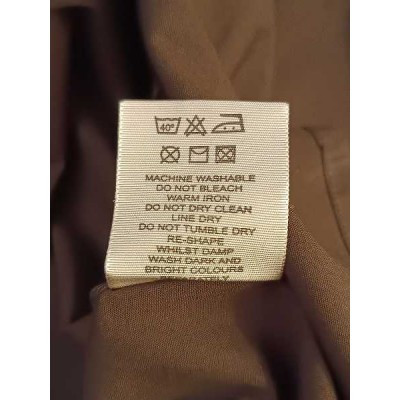 40°
MACHINE WASHABLE
DO NOT BLEACH
WARM IRON
DO NOT DRY CLEAN
LINE DRY
DO NOT TUMBLE DRY
RE-SHAPE
WHILST DAMP
WASH DARK AND
BRIGHT COLOURS